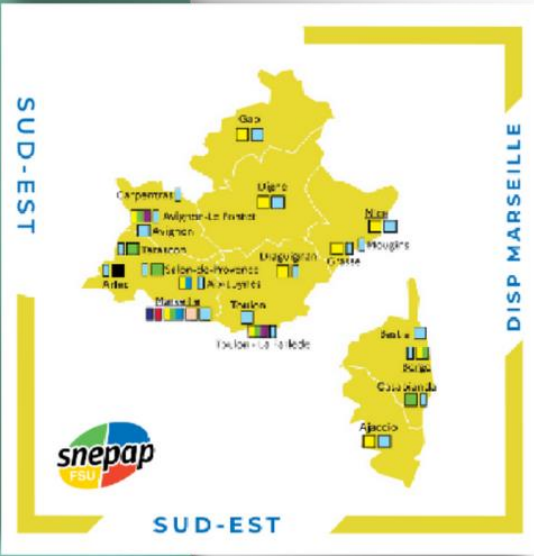 SUD-EST
DISP MARSEILLE
Gap
Carpentras
Digne
Avignon-Le Pontet
Avignon
Nice
Mougins
Tarascon
Draguignan
Grasse
Salon-de-Provence
Arles
Aix-Luynes
Marseille
Toulon
Toulon - La Farlède
Bastia
Borgo
Casabianda
Ajaccio
snepap
FSU
SUD-EST